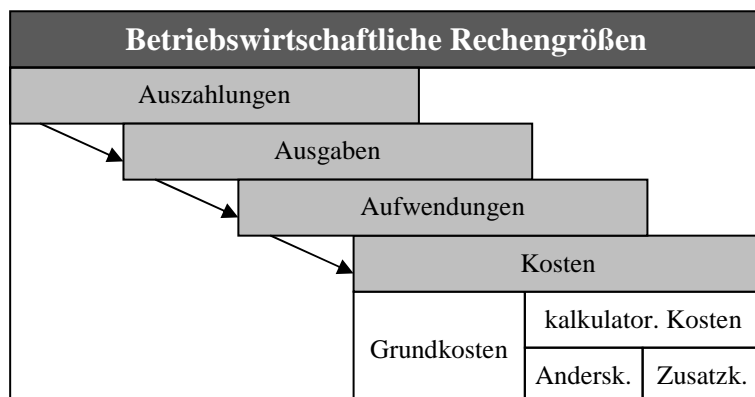 Betriebswirtschaftliche Rechengrößen
Auszahlungen
Ausgaben
Aufwendungen
Kosten
Grundkosten
kalkulator. Kosten
Andersk.
Zusatzk.